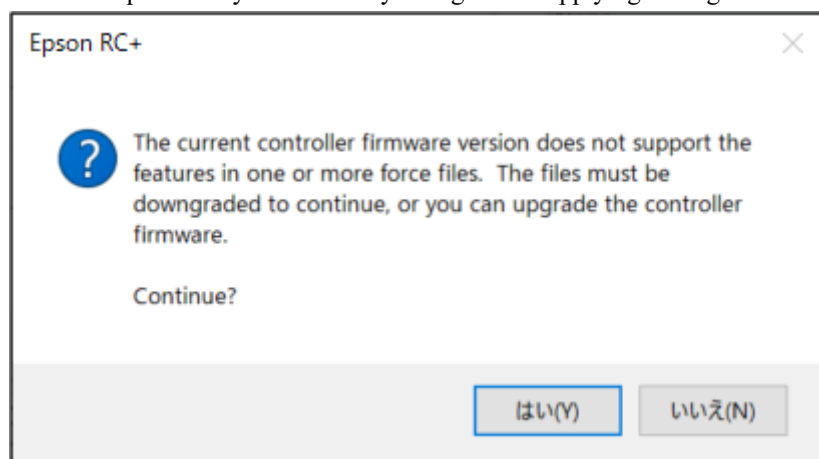 Epson RC+
The current controller firmware version does not support the
features in one or more force files. The files must be
downgraded to continue, or you can upgrade the controller
firmware.
Continue?
はい(Y)
いいえ(N)